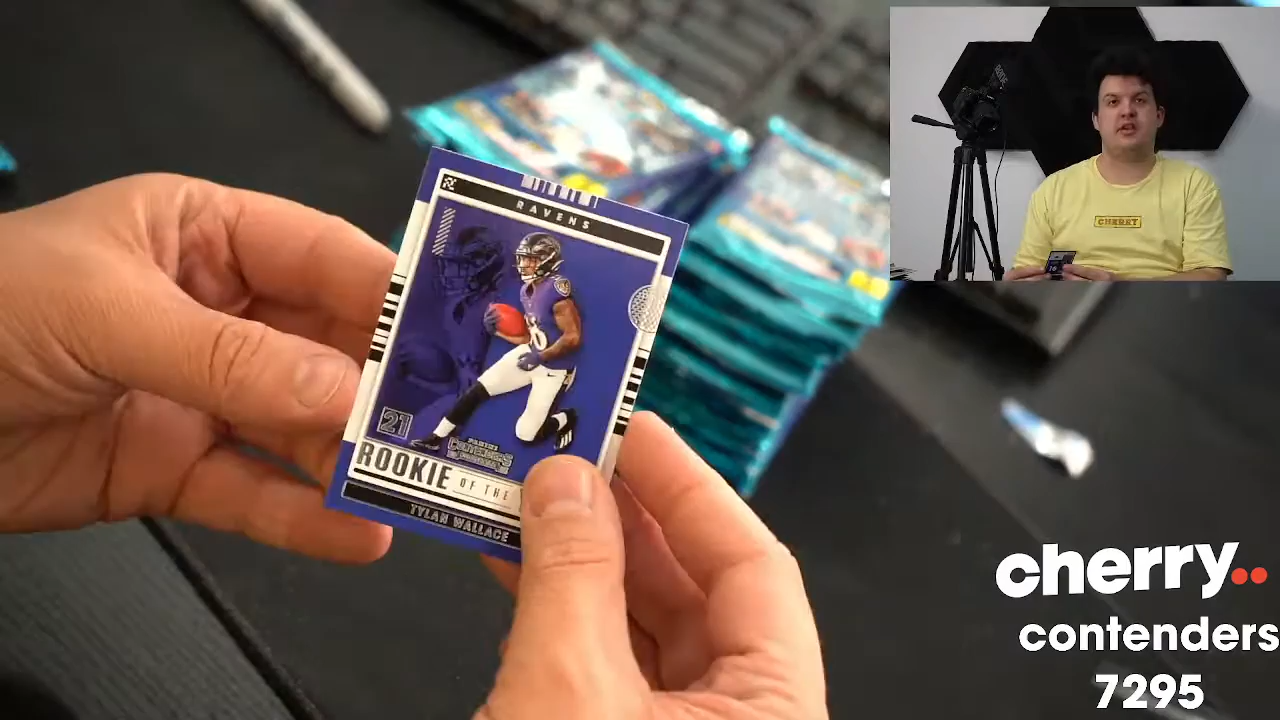 RAVENS
21
PANINI
CONTENDERS
ROOKIE OF THE
TYLAN WALLACE
CHERRY
cherry..
contenders
7295